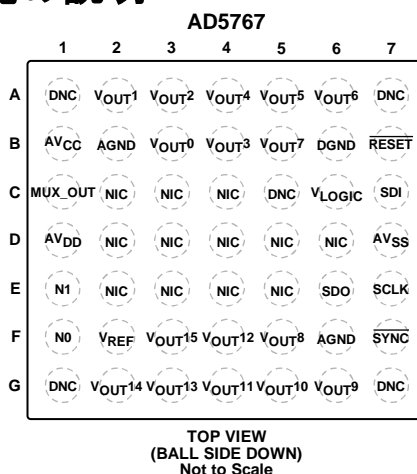 の説明
AD5767
1 2 3 4 5 6 7
A DNC VOUT1 VOUT2 VOUT4 VOUT5 VOUT6 DNC
B AVCC AGND VOUT0 VOUT3 VOUT7 DGND RESET
C MUX_OUT NIC NIC NIC DNC VLOGIC SDI
D AVDD NIC NIC NIC NIC NIC AVSS
E N1 NIC NIC NIC NIC SDO SCLK
F N0 VREF VOUT15 VOUT12 VOUT8 AGND SYNC
G DNC VOUT14 VOUT13 VOUT11 VOUT10 VOUT9 DNC
TOP VIEW
(BALL SIDE DOWN)
Not to Scale